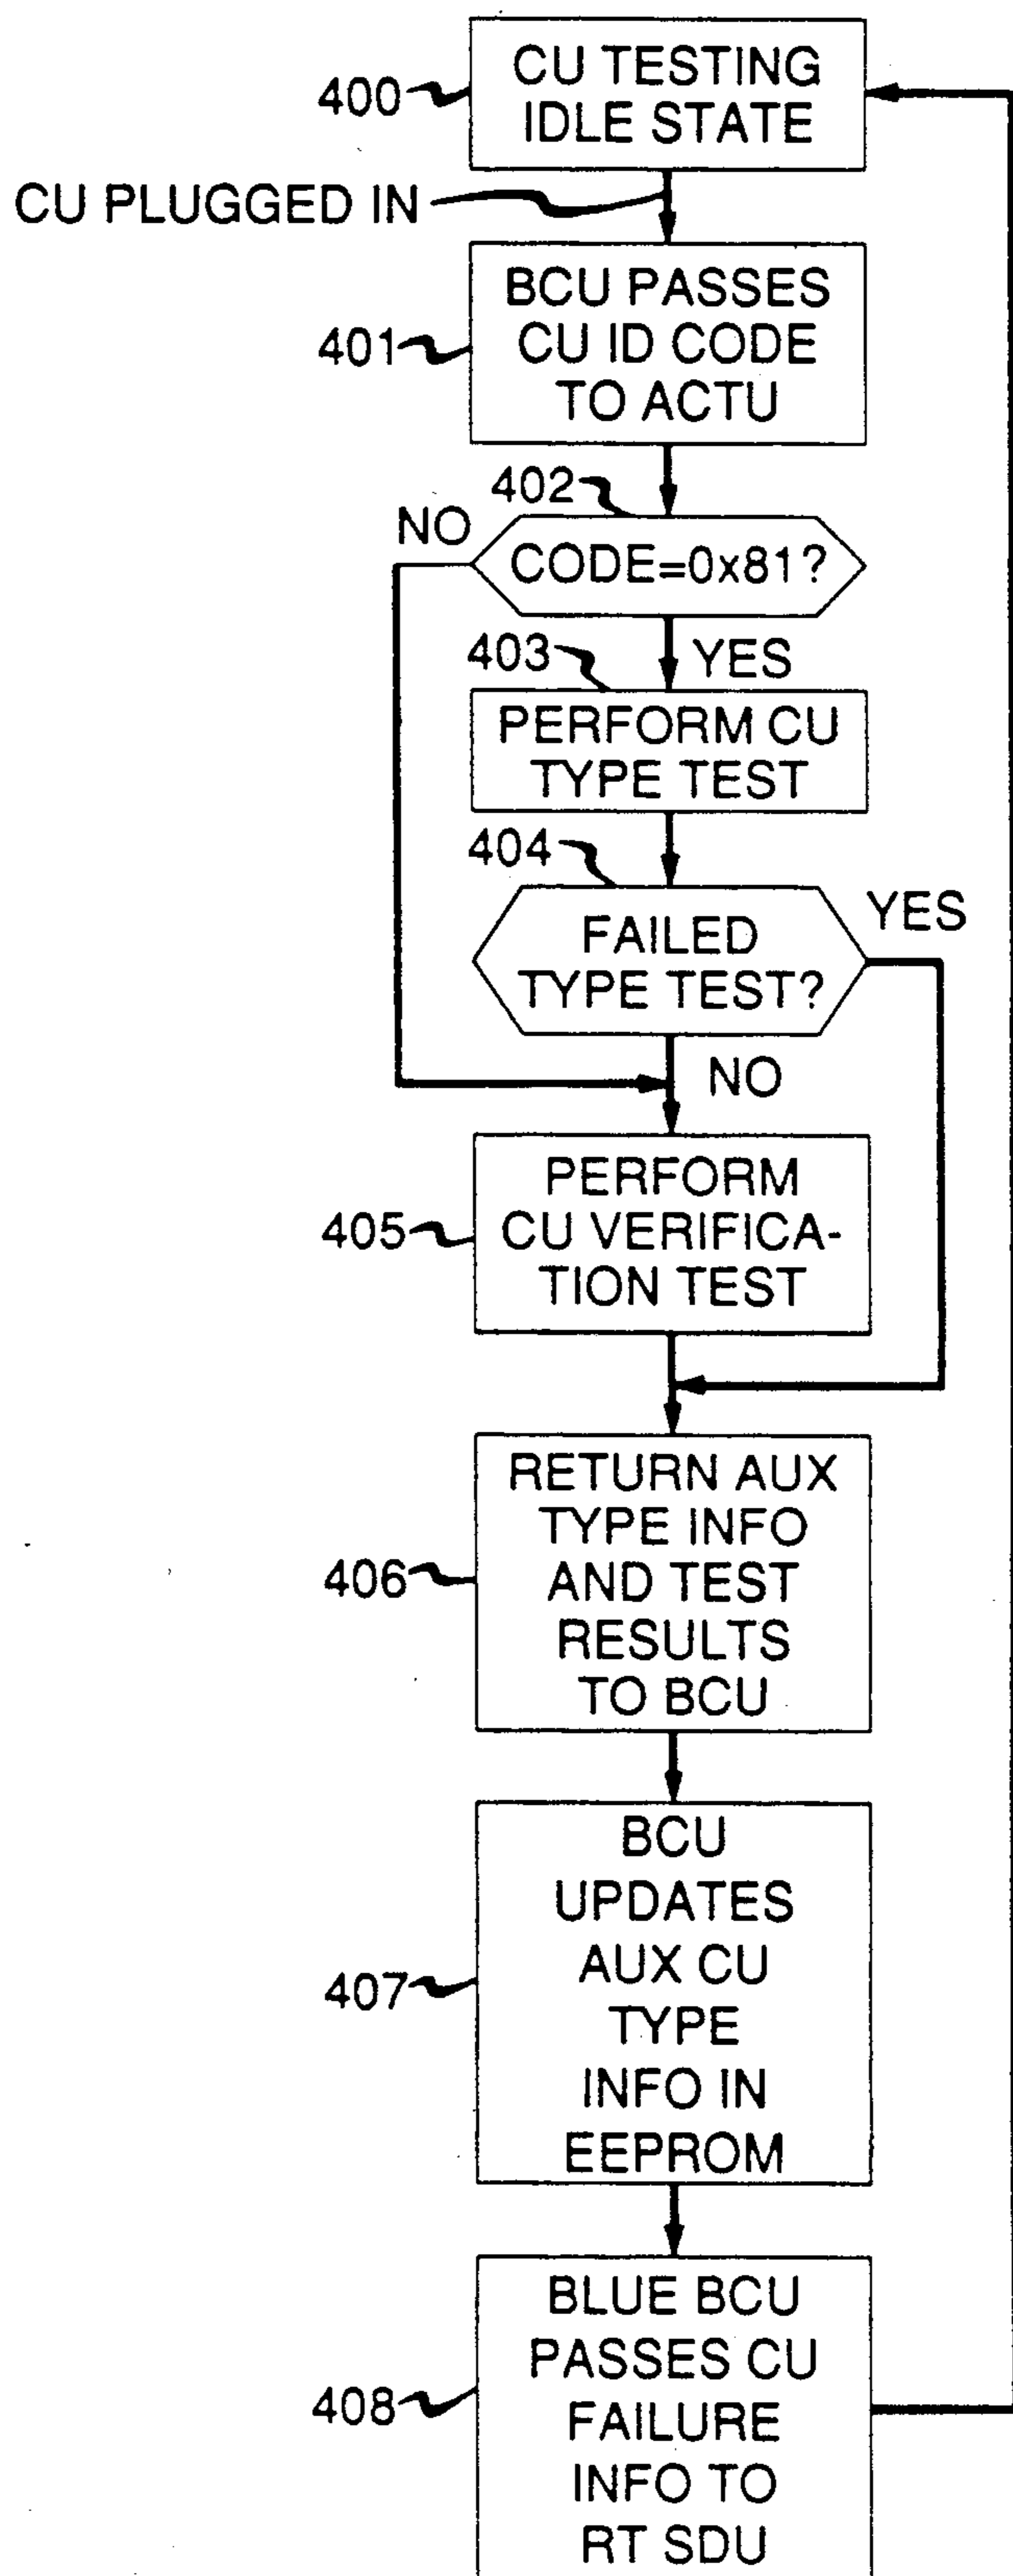 400
CU TESTING
IDLE STATE
CU PLUGGED IN
401
BCU PASSES
CU ID CODE
TO ACTU
402
NO
CODE=0x81?
YES
403
PERFORM CU
TYPE TEST
404
FAILED
TYPE TEST?
YES
NO
405
PERFORM
CU VERIFICA-
TION TEST
406
RETURN AUX
TYPE INFO
AND TEST
RESULTS
TO BCU
407
BCU
UPDATES
AUX CU
TYPE
INFO IN
EEPROM
408
BLUE BCU
PASSES CU
FAILURE
INFO TO
RT SDU